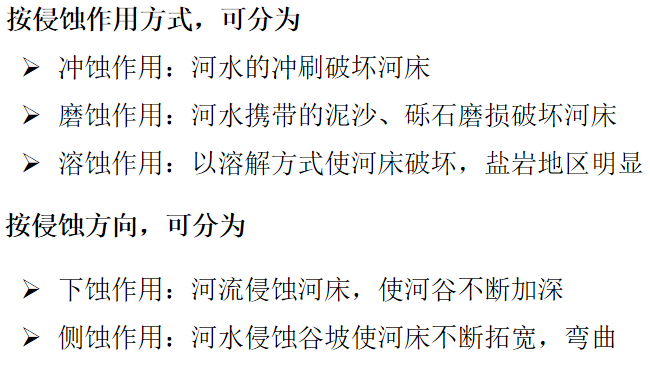 按侵蚀作用方式，可分为
➢ 冲蚀作用：河水的冲刷破坏河床
➢ 磨蚀作用：河水携带的泥沙、砾石磨损破坏河床
➢ 溶蚀作用：以溶解方式使河床破坏，盐岩地区明显
按侵蚀方向，可分为
➢ 下蚀作用：河流侵蚀河床，使河谷不断加深
➢ 侧蚀作用：河水侵蚀谷坡使河床不断拓宽，弯曲